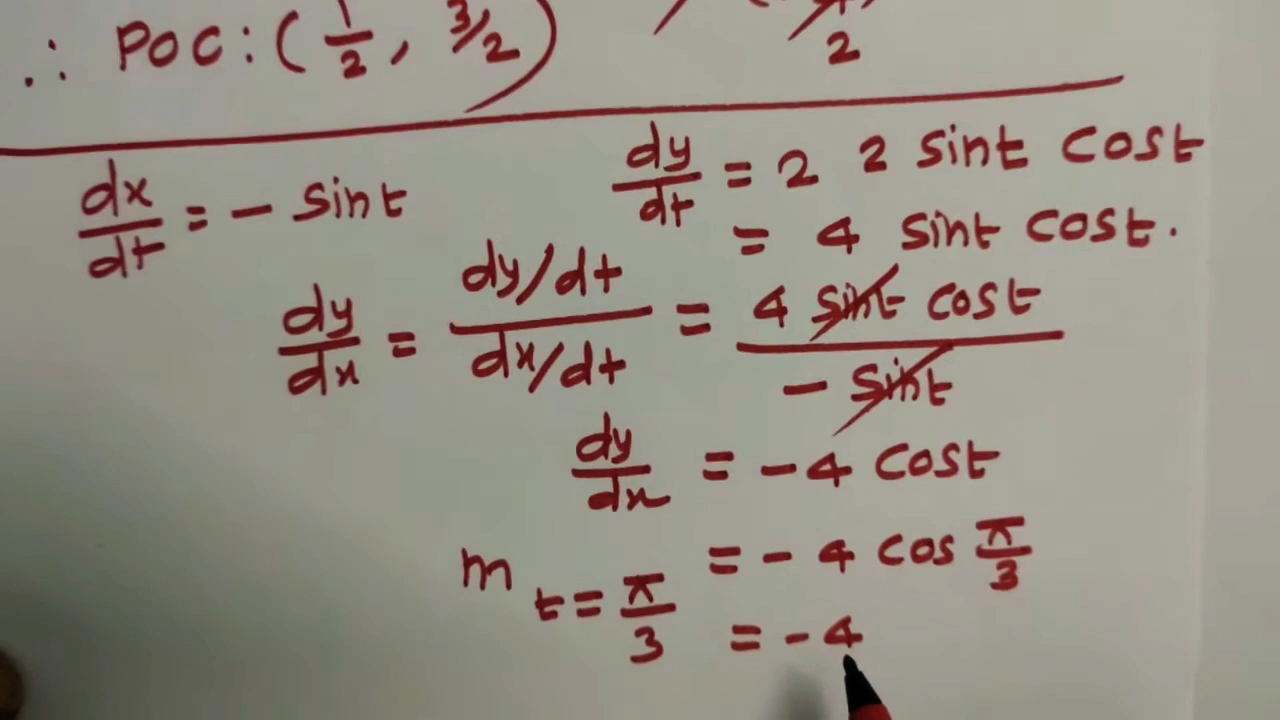 ∴ POC: ( 1/2 , 3/2 ) / 2
dx/dt = - sint
dy/dt = 2 2 sint cost
= 4 sint cost.
dy/dx = dy/dt / dx/dt = 4 sint cost / - sint
dy/dx = -4 cost
m t = π/3 = -4 cos π/3
= -4